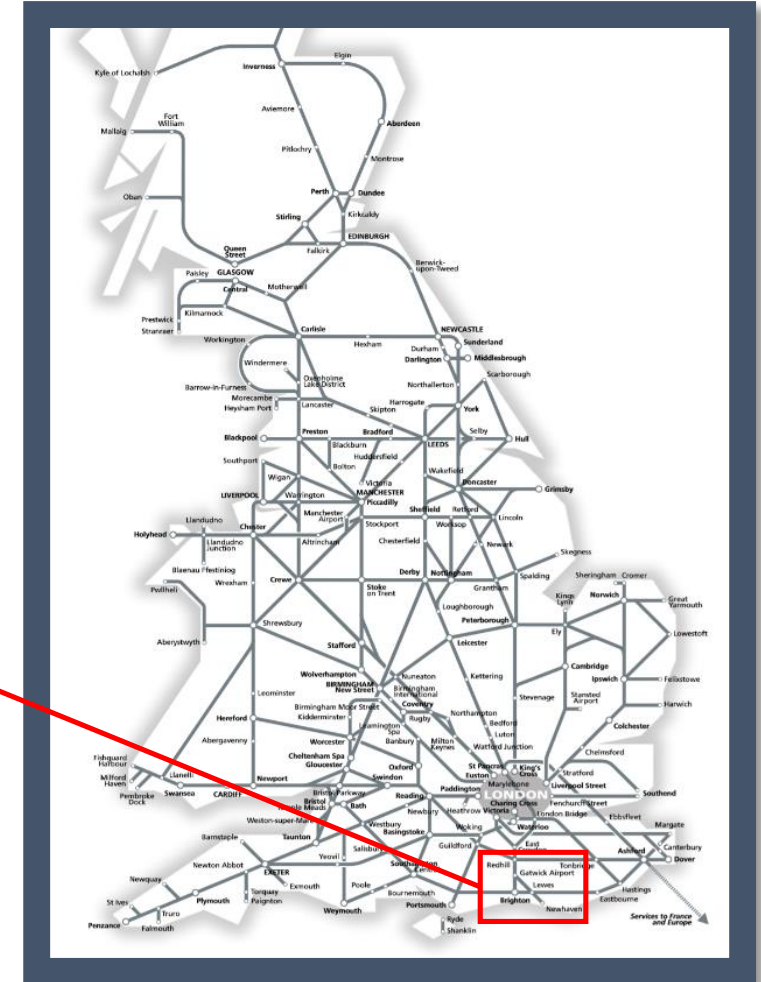 Elgin
Inverness
Kyle of Lochalsh
Aviemore
Fort
William
Mallaig
Aberdeen
Pitlochry
Montrose
Perth
Dundee
Oban
Stirling
Kirkcaldy
EDINBURGH
Queen
Street
Falkirk
Berwick-
upon-Tweed
Paisley
GLASGOW
Central
Motherwell
Prestwick
Kilmarnock
Stranraer
Carlisle
NEWCASTLE
Workington
Hexham
Durham
Sunderland
Darlington
Middlesbrough
Windermere
Scarborough
Oxenholme
Lake District
Barrow-in-Furness
Northallerton
Morecambe
Heysham Port
Lancaster
Harrogate
York
Skipton
Blackpool
Preston
Bradford
Selby
Hull
Blackburn
LEEDS
Huddersfield
Southport
Bolton
Wakefield
Wigan
Victoria
Doncaster
LIVERPOOL
Warrington
MANCHESTER
Piccadilly
Grimsby
Manchester
Airport
Sheffield
Retford
Llandudno
Stockport
Worksop
Lincoln
Holyhead
Chester
Llandudno
Junction
Altrincham
Chesterfield
Newark
Skegness
Blaenau Ffestiniog
Wrexham
Crewe
Derby
Nottingham
Spalding
Sheringham
Cromer
Pwllheli
Stoke
on Trent
Grantham
Kings
Lynn
Norwich
Great
Yarmouth
Loughborough
Shrewsbury
Peterborough
Ely
Lowestoft
Aberystwyth
Stafford
Leicester
Wolverhampton
Nuneaton
Kettering
Cambridge
BIRMINGHAM
New Street
Birmingham
International
Ipswich
Felixstowe
Leominster
Birmingham Moor Street
Coventry
Stevenage
Stansted
Airport
Harwich
Kidderminster
Rugby
Northampton
Hereford
Leamington
Spa
Bedford
Colchester
Abergavenny
Worcester
Banbury
Milton
Keynes
Luton
Watford Junction
Chelmsford
Cheltenham Spa
Gloucester
Oxford
St Pancras
Euston
King's
Cross
Stratford
Fishguard
Harbour
Llanelli
Newport
Swindon
Marylebone
Liverpool Street
Milford
Haven
Pembroke
Dock
Swansea
CARDIFF
Bristol Parkway
Reading
Paddington
LONDON
Southend
Bristol
Temple Meads
Bath
Newbury
Heathrow
Charing Cross
Victoria
Fenchurch Street
London Bridge
Ebbsfleet
Weston-super-Mare
Westbury
Basingstoke
Woking
Waterloo
Margate
Barnstaple
Taunton
Salisbury
Guildford
East
Canterbury
Newton Abbot
Yeovil
Southampton
Central
Redhill
Tonbridge
Ashford
Dover
EXETER
Gatwick Airport
Newquay
Exmouth
Poole
Lewes
Hastings
St Ives
Plymouth
Torquay
Paignton
Bournemouth
Portsmouth
Brighton
Eastbourne
Truro
Weymouth
Newhaven
Penzance
Falmouth
Ryde
Shanklin
Services to France
and Europe